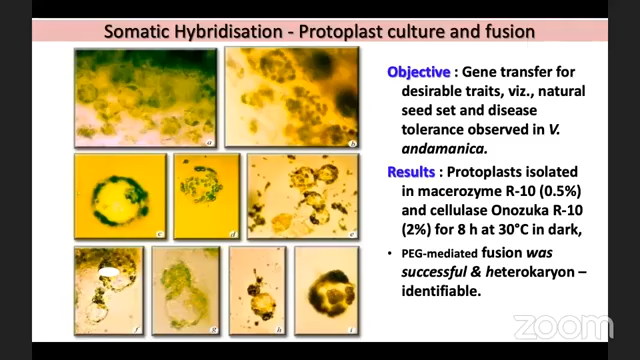 Somatic Hybridisation - Protoplast culture and fusion
Objective : Gene transfer for
desirable traits, viz., natural
seed set and disease
tolerance observed in V.
andamanica.
Results : Protoplasts isolated
in macerozyme R-10 (0.5%)
and cellulase Onozuka R-10
(2%) for 8 h at 30°C in dark,
• PEG-mediated fusion was
successful & heterokaryon –
identifiable.
a
b
c
d
e
f
g
h
i
zoom